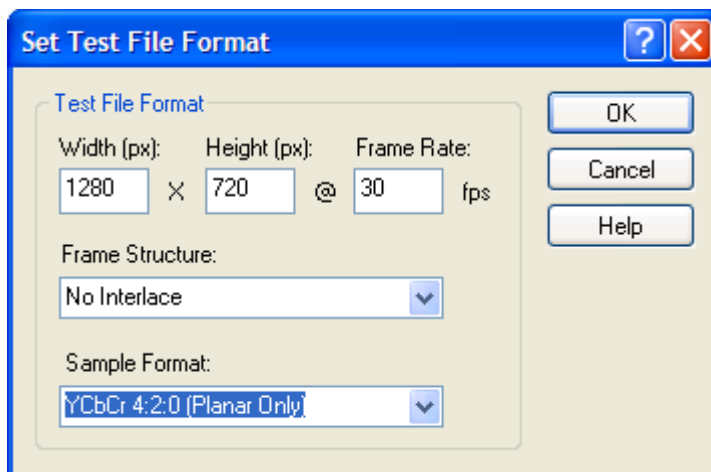 Set Test File Format
?
Test File Format
OK
Width (px): Height (px): Frame Rate:
1280 X 720 @ 30 fps
Cancel
Help
Frame Structure:
No Interlace
Sample Format:
YCbCr 4:2:0 (Planar Only)